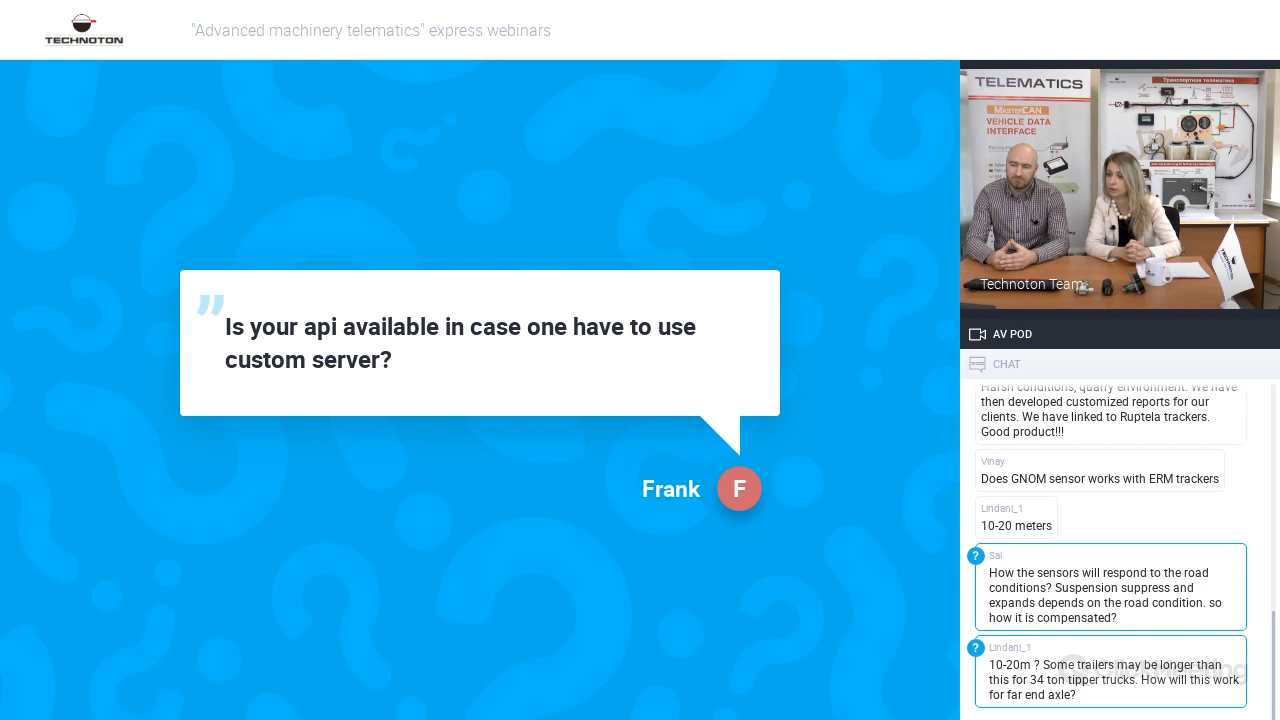 TECHNOTON
"Advanced machinery telematics" express webinars
TELEMATICS
MasterCAN
VEHICLE DATA
INTERFACE
Транспортная телематика
Technoton Team
AV POD
CHAT
"
Is your api available in case one have to use
custom server?
Frank
F
Harsh conditions, quarry environment. We have
then developed customized reports for our
clients. We have linked to Ruptela trackers.
Good product!!!
Vinay
Does GNOM sensor works with ERM trackers
Lindani_1
10-20 meters
?
Sai
How the sensors will respond to the road
conditions? Suspension suppress and
expands depends on the road condition. so
how it is compensated?
?
Lindani_1
10-20m ? Some trailers may be longer than
this for 34 ton tipper trucks. How will this work
for far end axle?